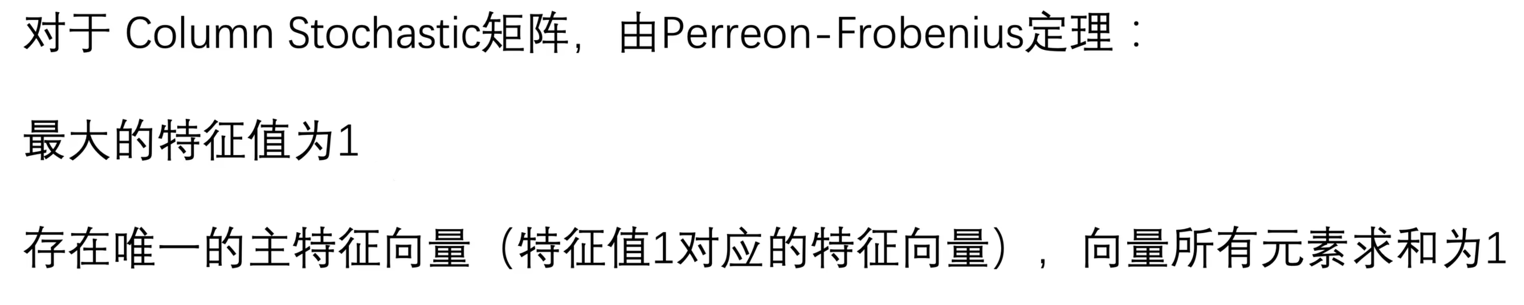 对于 Column Stochastic矩阵，由Perreon-Frobenius定理：
最大的特征值为1
存在唯一的主特征向量（特征值1对应的特征向量），向量所有元素求和为1